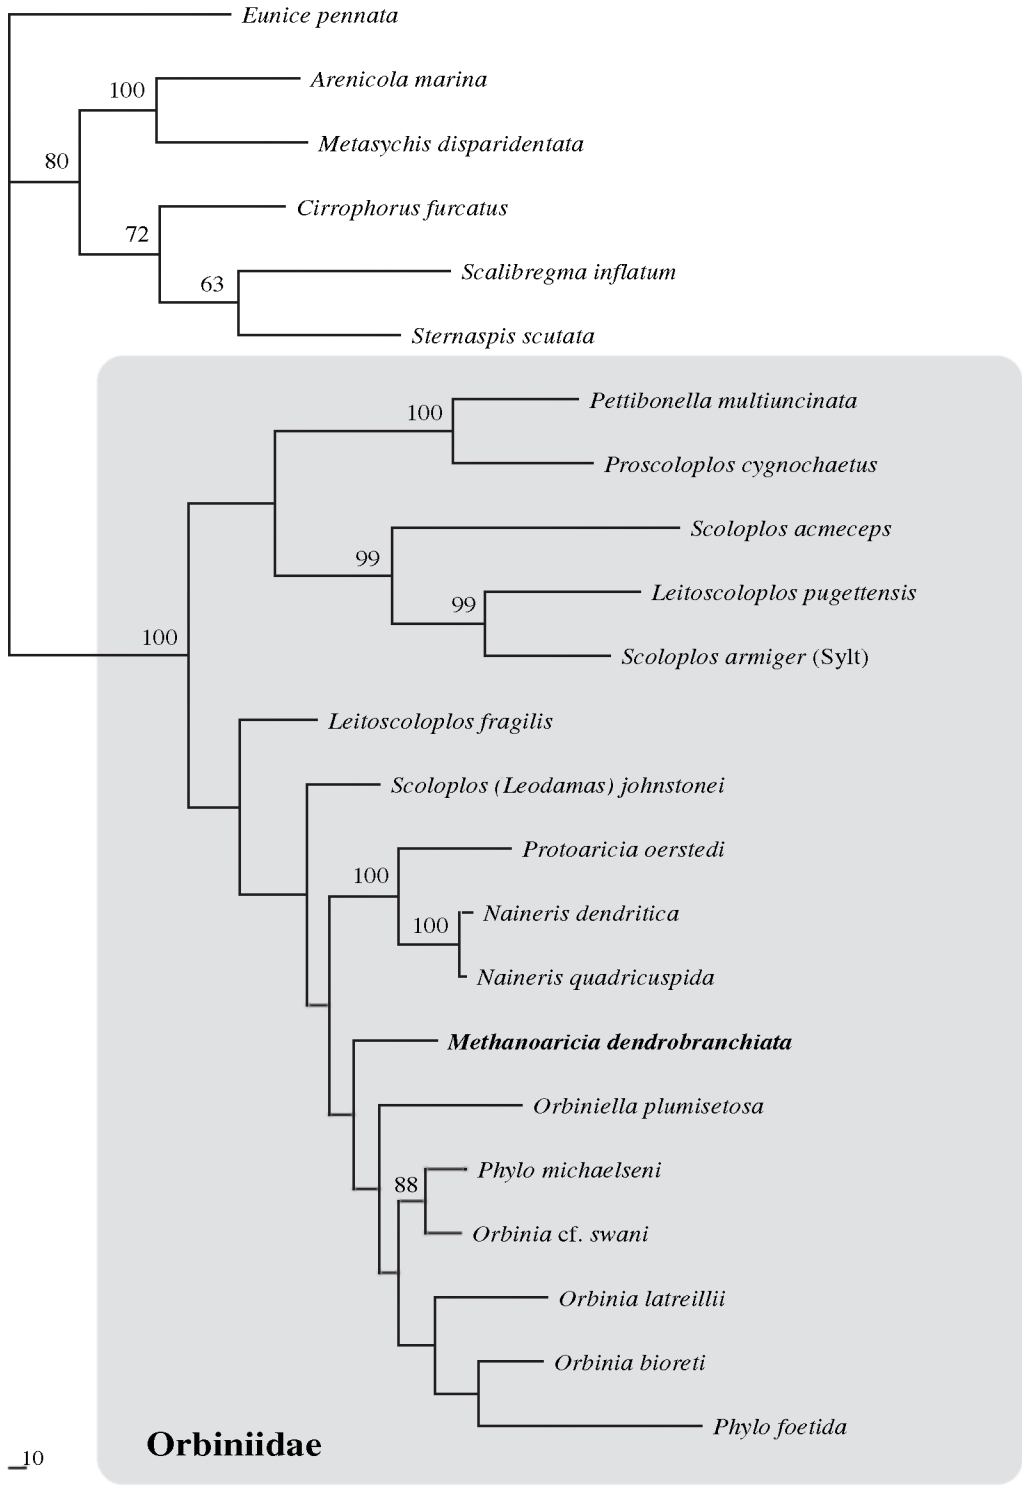 Eunice pennata
Arenicola marina
100
Metasychis disparidentata
80
Cirrophorus furcatus
72
Scalibregma inflatum
63
Sternaspis scutata
Pettibonella multiuncinata
100
Proscoloplos cygnochaetus
Scoloplos acmeceps
99
Leitoscoloplos pugettensis
99
100
Scoloplos armiger (Sylt)
Leitoscoloplos fragilis
Scoloplos (Leodamas) johnstonei
Protoaricia oerstedi
100
Naineris dendritica
100
Naineris quadricuspida
Methanoaricia dendrobranchiata
Orbiniella plumisetosa
Phylo michaelseni
88
Orbinia cf. swani
Orbinia latreillii
Orbinia bioreti
Phylo foetida
Orbiniidae
10